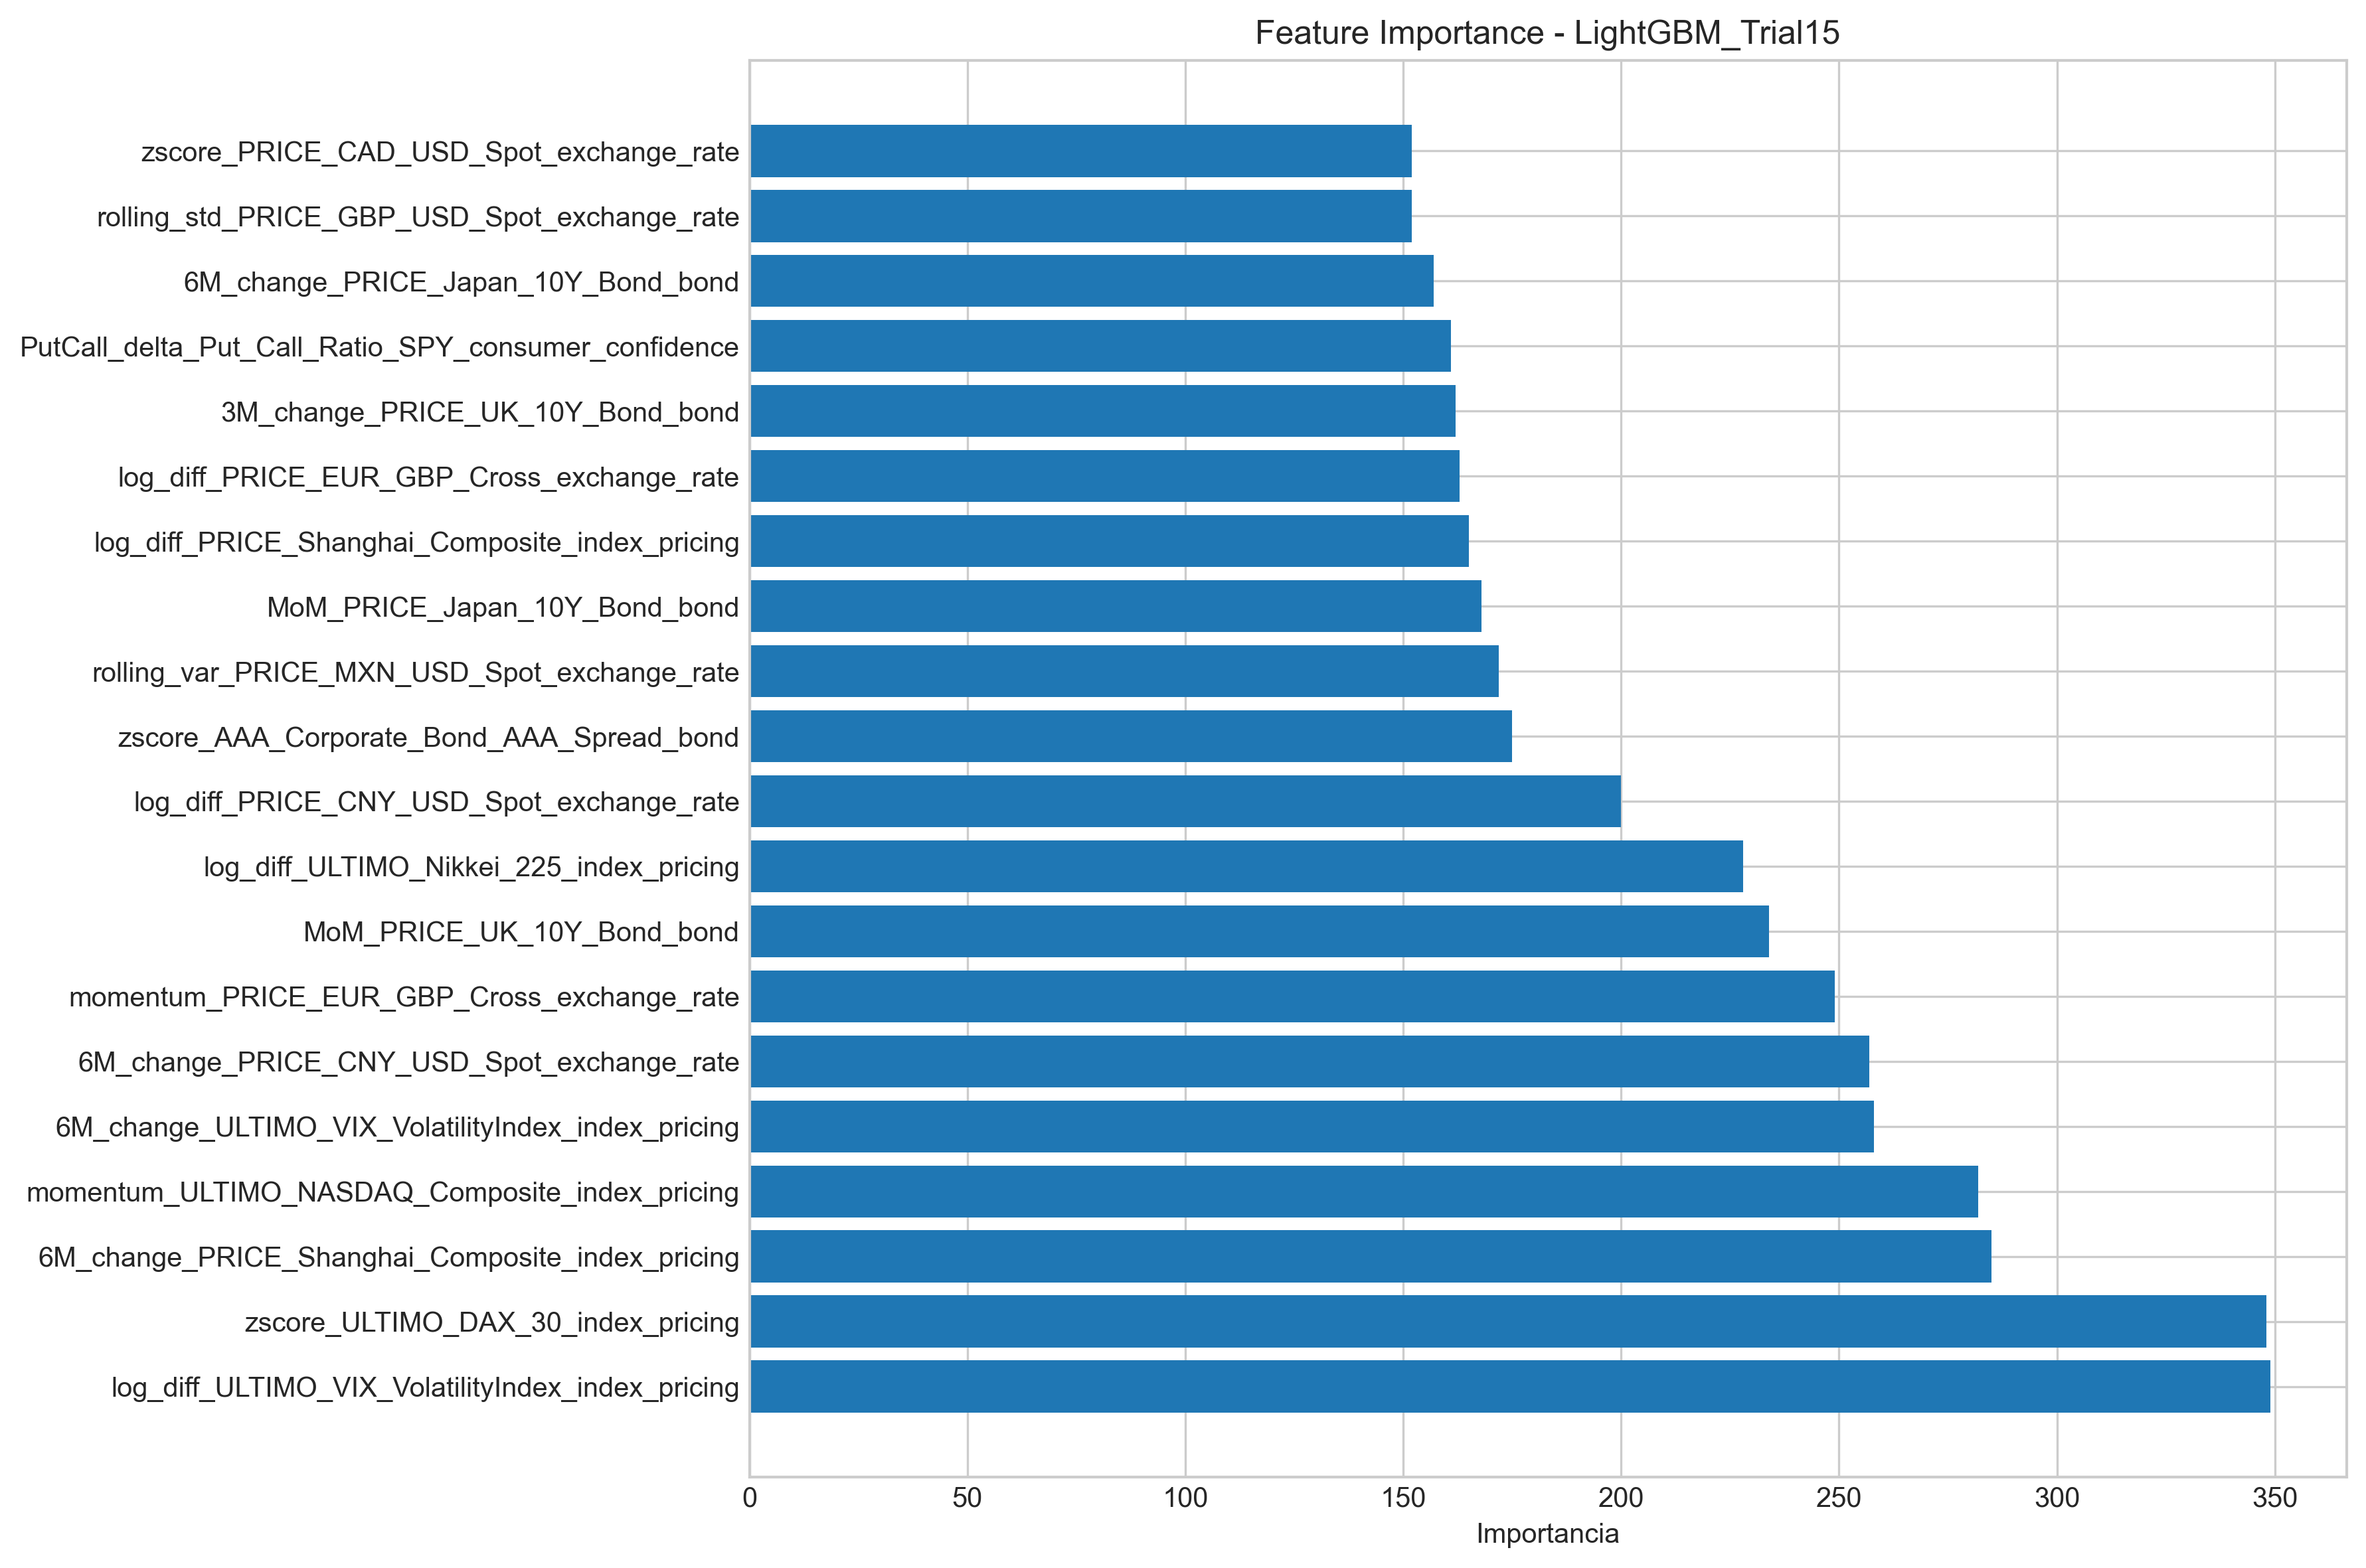 Feature Importance - LightGBM_Trial15
zscore_PRICE_CAD_USD_Spot_exchange_rate
rolling_std_PRICE_GBP_USD_Spot_exchange_rate
6M_change_PRICE_Japan_10Y_Bond_bond
PutCall_delta_Put_Call_Ratio_SPY_consumer_confidence
3M_change_PRICE_UK_10Y_Bond_bond
log_diff_PRICE_EUR_GBP_Cross_exchange_rate
log_diff_PRICE_Shanghai_Composite_index_pricing
MoM_PRICE_Japan_10Y_Bond_bond
rolling_var_PRICE_MXN_USD_Spot_exchange_rate
zscore_AAA_Corporate_Bond_AAA_Spread_bond
log_diff_PRICE_CNY_USD_Spot_exchange_rate
log_diff_ULTIMO_Nikkei_225_index_pricing
MoM_PRICE_UK_10Y_Bond_bond
momentum_PRICE_EUR_GBP_Cross_exchange_rate
6M_change_PRICE_CNY_USD_Spot_exchange_rate
6M_change_ULTIMO_VIX_VolatilityIndex_index_pricing
momentum_ULTIMO_NASDAQ_Composite_index_pricing
6M_change_PRICE_Shanghai_Composite_index_pricing
zscore_ULTIMO_DAX_30_index_pricing
log_diff_ULTIMO_VIX_VolatilityIndex_index_pricing
0 50 100 150 200 250 300 350
Importancia